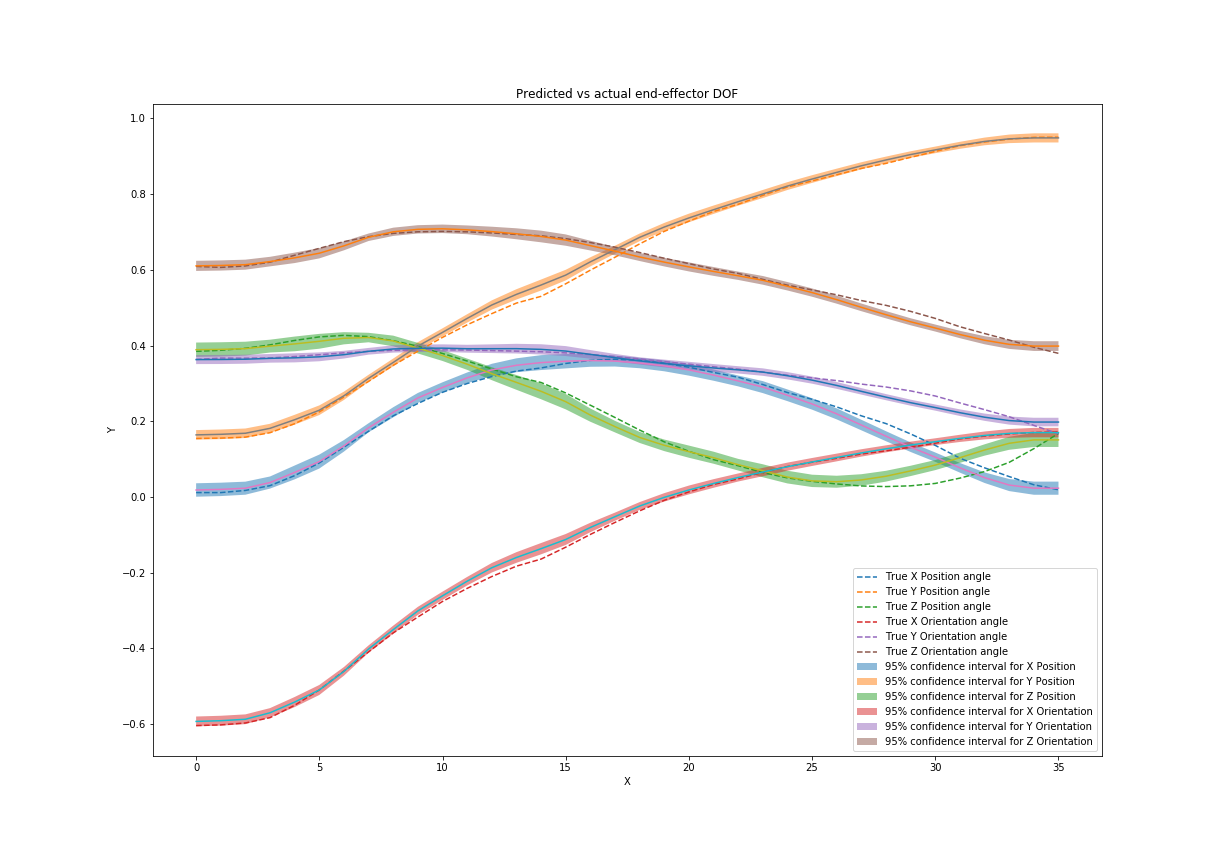 Predicted vs actual end-effector DOF
1.0
0.8
0.6
0.4
0.2
0.0
−0.2
−0.4
−0.6
Y
0 5 10 15 20 25 30 35
X
True X Position angle
True Y Position angle
True Z Position angle
True X Orientation angle
True Y Orientation angle
True Z Orientation angle
95% confidence interval for X Position
95% confidence interval for Y Position
95% confidence interval for Z Position
95% confidence interval for X Orientation
95% confidence interval for Y Orientation
95% confidence interval for Z Orientation